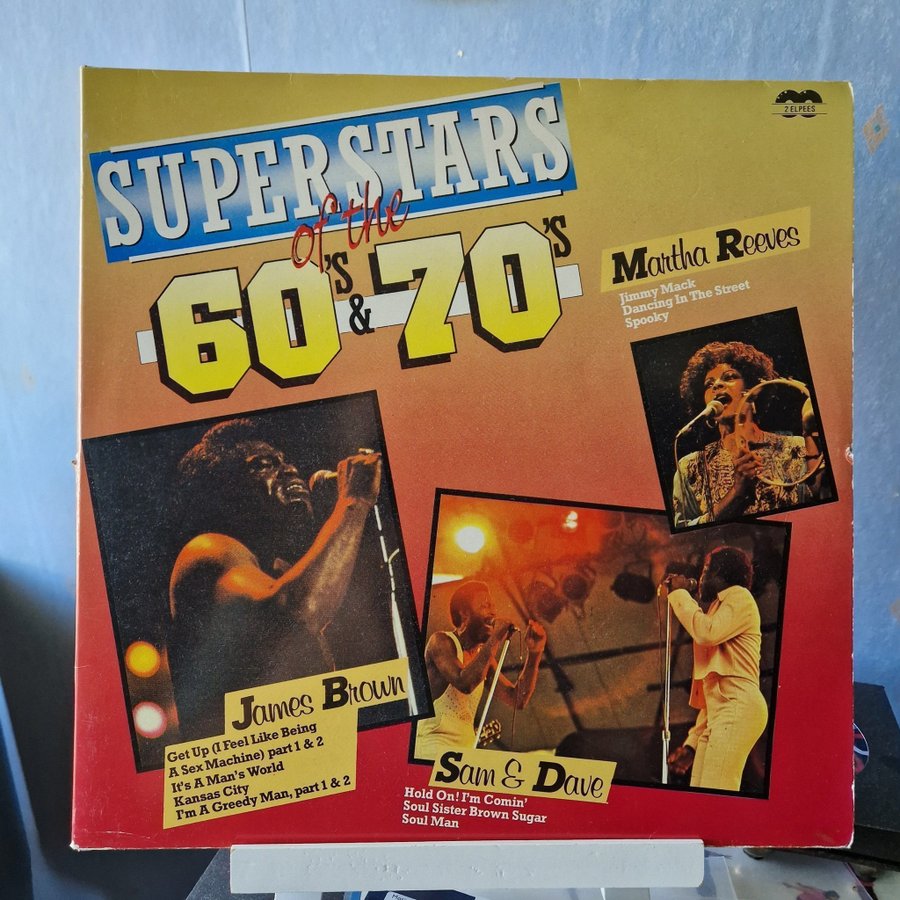 2 ELPEES
SUPERSTARS
of the
60's & 70's
Martha Reeves
Jimmy Mack
Dancing In The Street
Spooky
James Brown
Get Up (I Feel Like Being
A Sex Machine) part 1 & 2
It's A Man's World
Kansas City
I'm A Greedy Man, part 1 & 2
Sam & Dave
Hold On! I'm Comin'
Soul Sister Brown Sugar
Soul Man